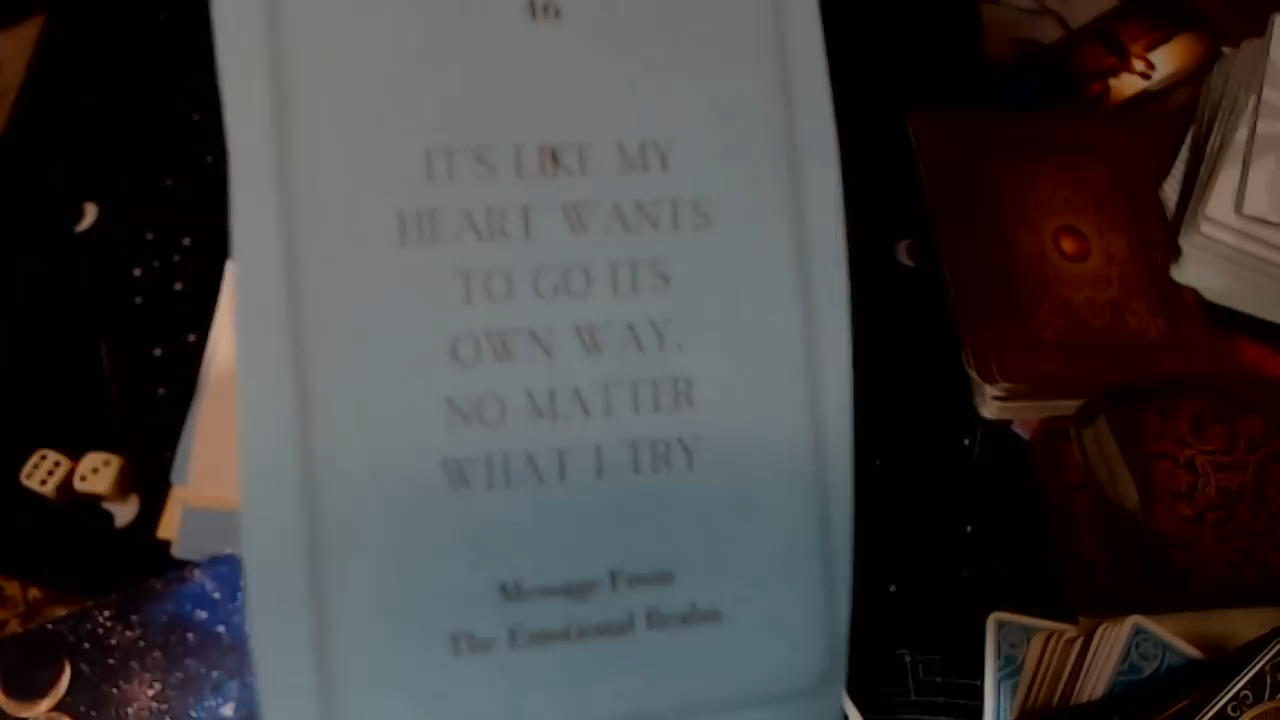 46
IT'S LIKE MY
HEART WANTS
TO GO ITS
OWN WAY.
NO MATTER
WHAT I TRY
Message From
The Emotional Realm